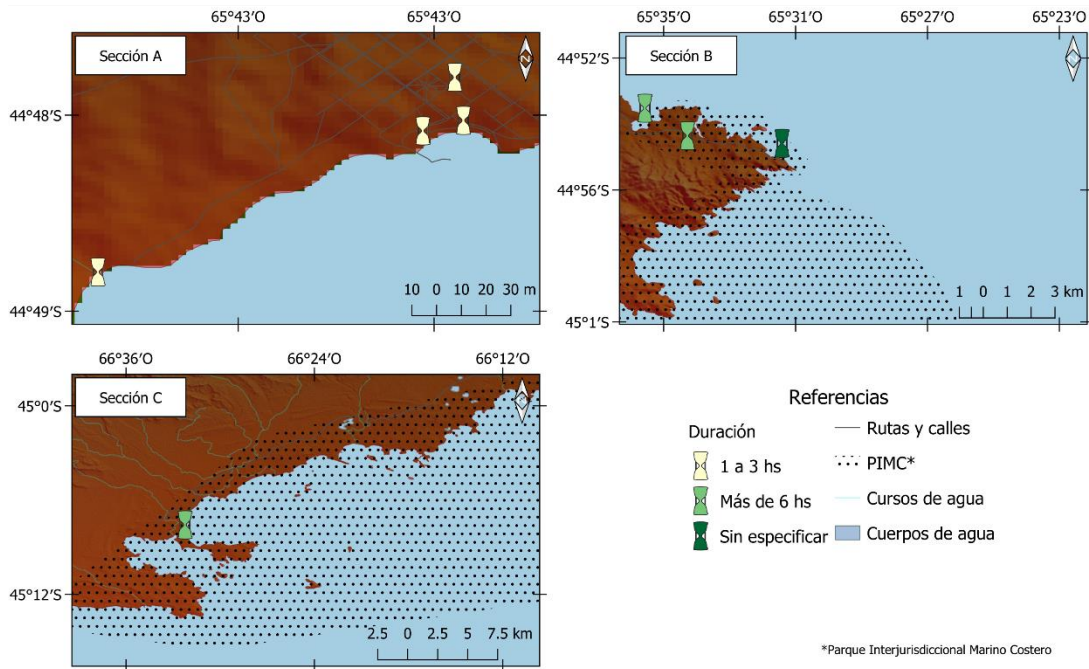 65°43'O 65°43'O
Sección A
44°48'S
44°49'S
10 0 10 20 30 m
65°35'O 65°31'O 65°27'O 65°23'O
Sección B
44°52'S
44°56'S
45°1'S
1 0 1 2 3 km
66°36'O 66°24'O 66°12'O
Sección C
45°0'S
45°12'S
2.5 0 2.5 5 7.5 km
Referencias
Duración
1 a 3 hs
Más de 6 hs
Sin especificar
Rutas y calles
PIMC*
Cursos de agua
Cuerpos de agua
*Parque Interjurisdiccional Marino Costero